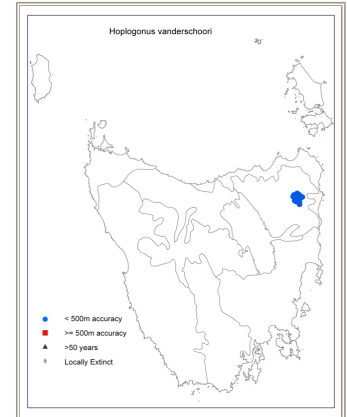 Hoplogonus vanderschoori
< 500m accuracy
>= 500m accuracy
>50 years
Locally Extinct